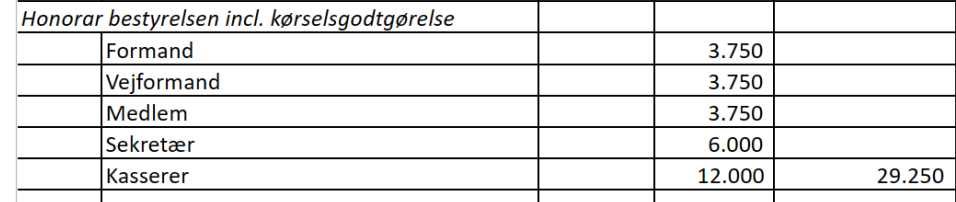 Honorar bestyrelsen incl. kørselsgodtgørelse
Formand 3.750
Vejformand 3.750
Medlem 3.750
Sekretær 6.000
Kasserer 12.000 29.250